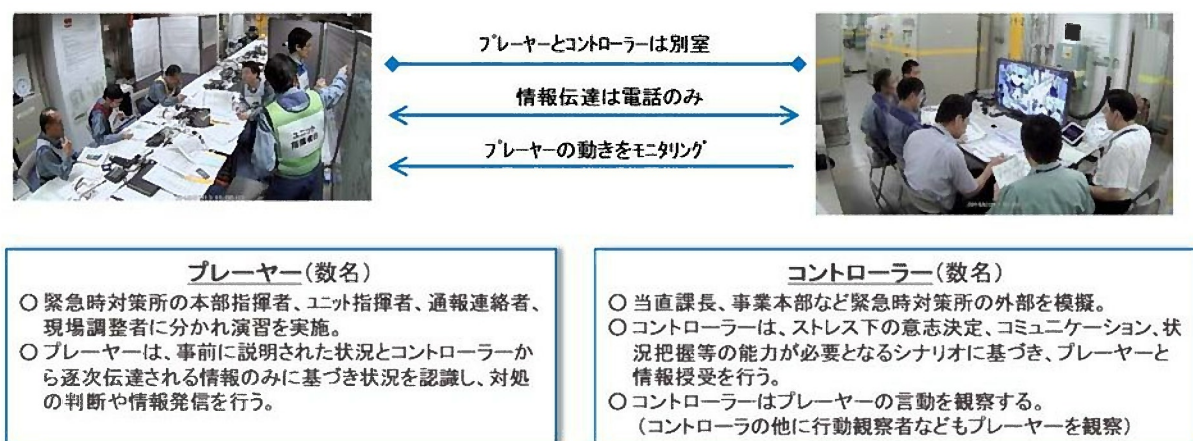 プレーヤーとコントローラーは別室
情報伝達は電話のみ
プレーヤーの動きをモニタリング
ユニット
指揮者
プレーヤー(数名)
○ 緊急時対策所の本部指揮者、ユニット指揮者、通報連絡者、
現場調整者に分かれ演習を実施。
○ プレーヤーは、事前に説明された状況とコントローラーか
ら逐次伝達される情報のみに基づき状況を認識し、対処
の判断や情報発信を行う。
コントローラー(数名)
○ 当直課長、事業本部など緊急時対策所の外部を模擬。
○ コントローラーは、ストレス下の意志決定、コミュニケーション、状
況把握等の能力が必要となるシナリオに基づき、プレーヤーと
情報授受を行う。
○ コントローラーはプレーヤーの言動を観察する。
(コントローラの他に行動観察者などもプレーヤーを観察)